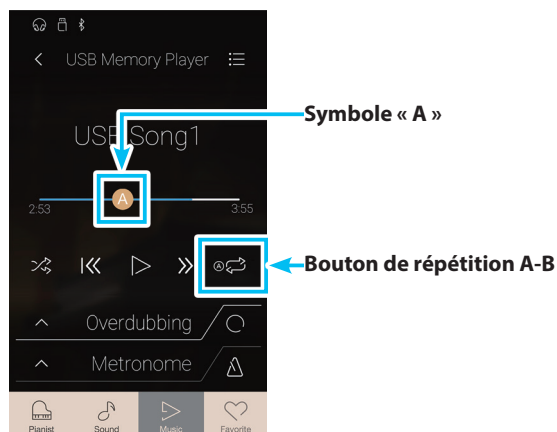 USB Memory Player
Symbole « A »
USB Song1
A
2:53
3:55
A
Bouton de répétition A-B
Overdubbing
Metronome
Pianist
Sound
Music
Favorite